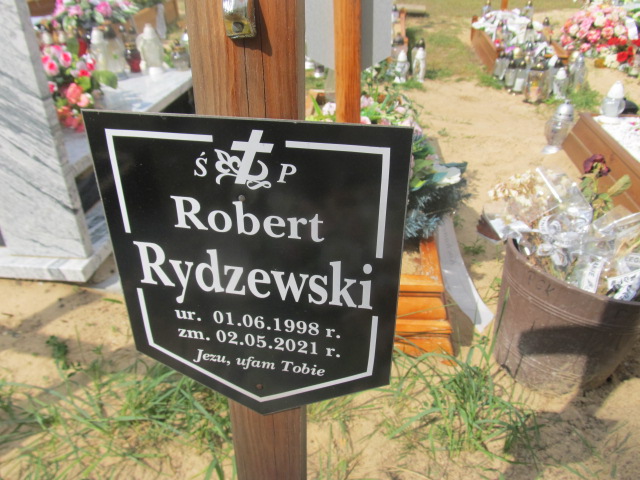 Ś P
Robert
Rydzewski
ur. 01.06.1998 r.
zm. 02.05.2021 r.
Jezu, ufam Tobie